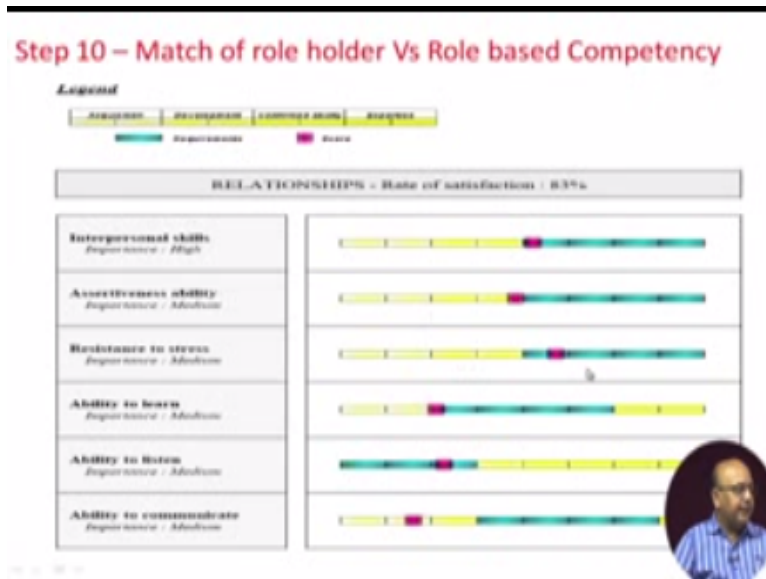 Step 10 – Match of role holder Vs Role based Competency
Legend
Requirements
Score
RELATIONSHIPS - Rate of satisfaction : 83%
Interpersonal skills
Importance : High
Assertiveness ability
Importance : Medium
Resistance to stress
Importance : Medium
Ability to learn
Importance : Medium
Ability to listen
Importance : Medium
Ability to communicate
Importance : Medium